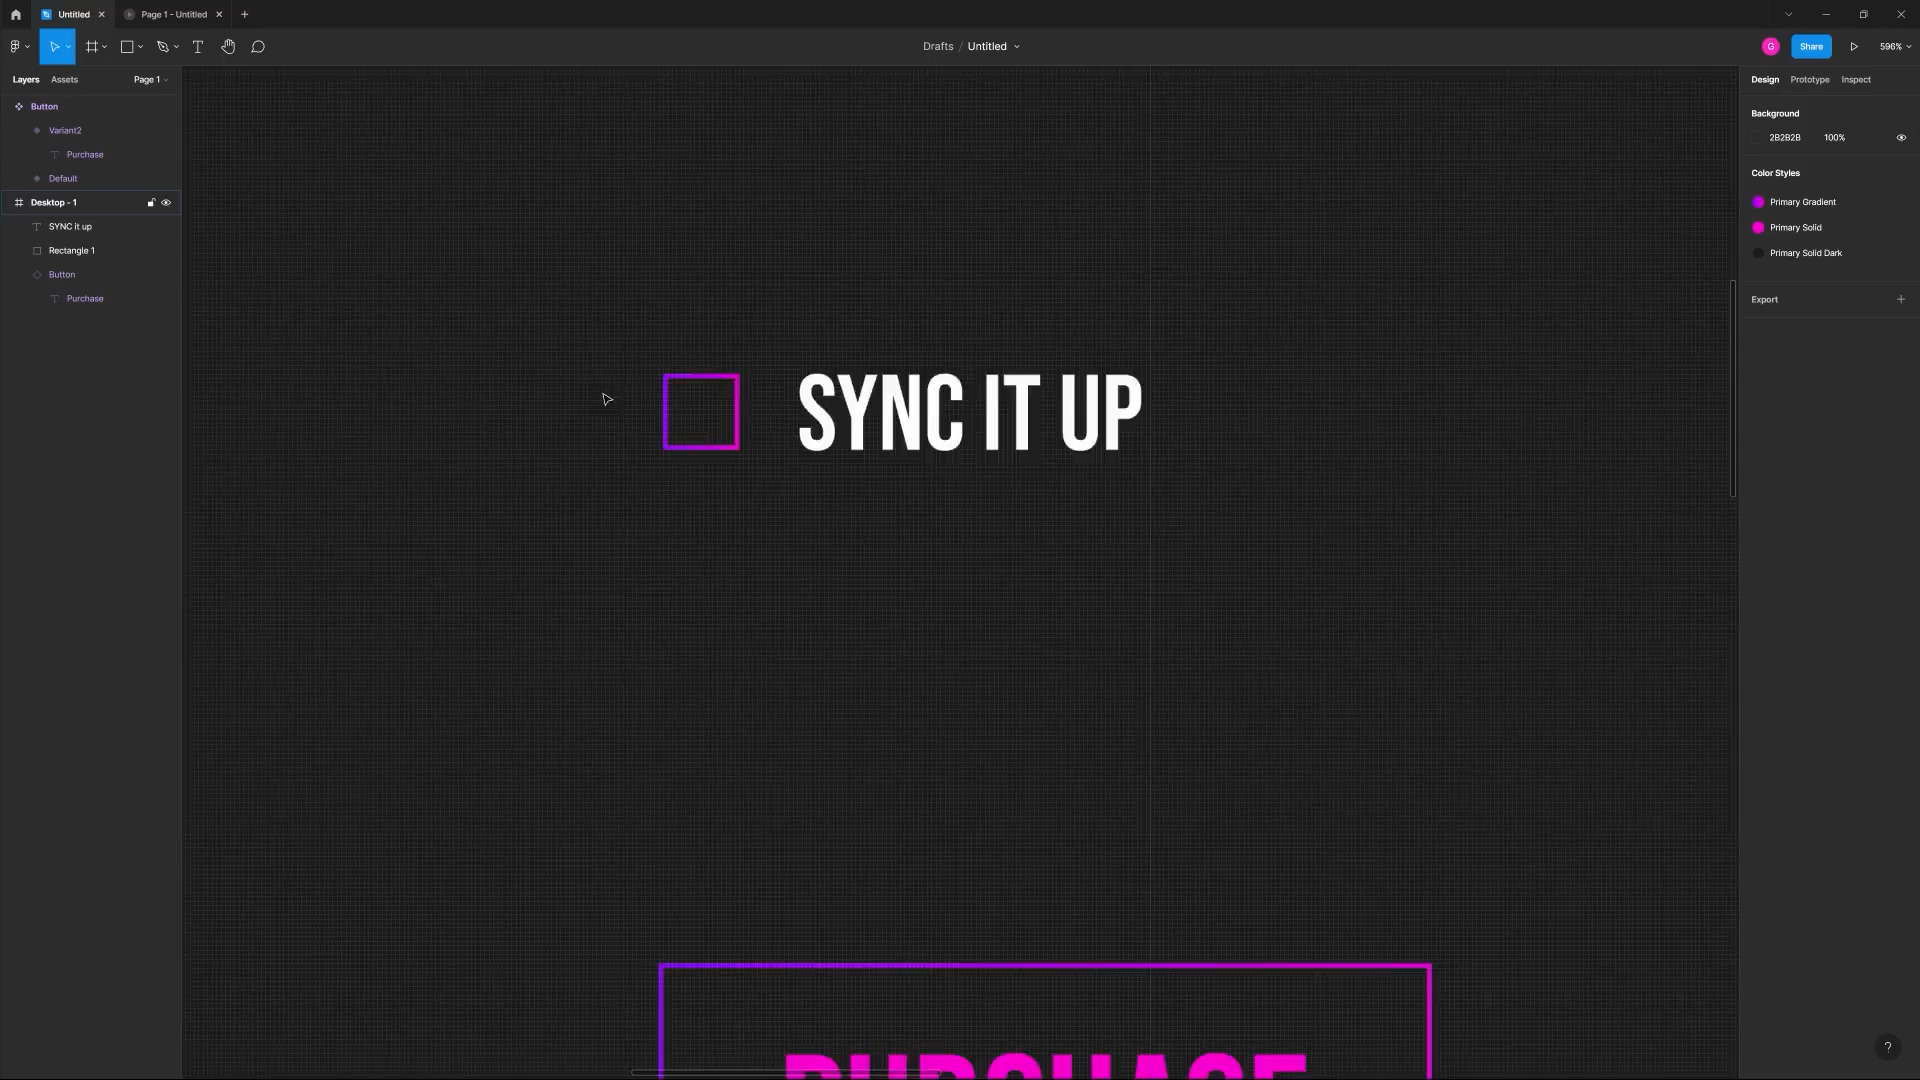 Untitled
Page 1 - Untitled
Drafts / Untitled
G
Share
596%
Layers
Assets
Page 1
Design
Prototype
Inspect
Button
Variant2
Purchase
Default
Desktop - 1
SYNC it up
Rectangle 1
Button
Purchase
Background
2B2B2B
100%
Color Styles
Primary Gradient
Primary Solid
Primary Solid Dark
Export
SYNC IT UP
PURCHASE
?